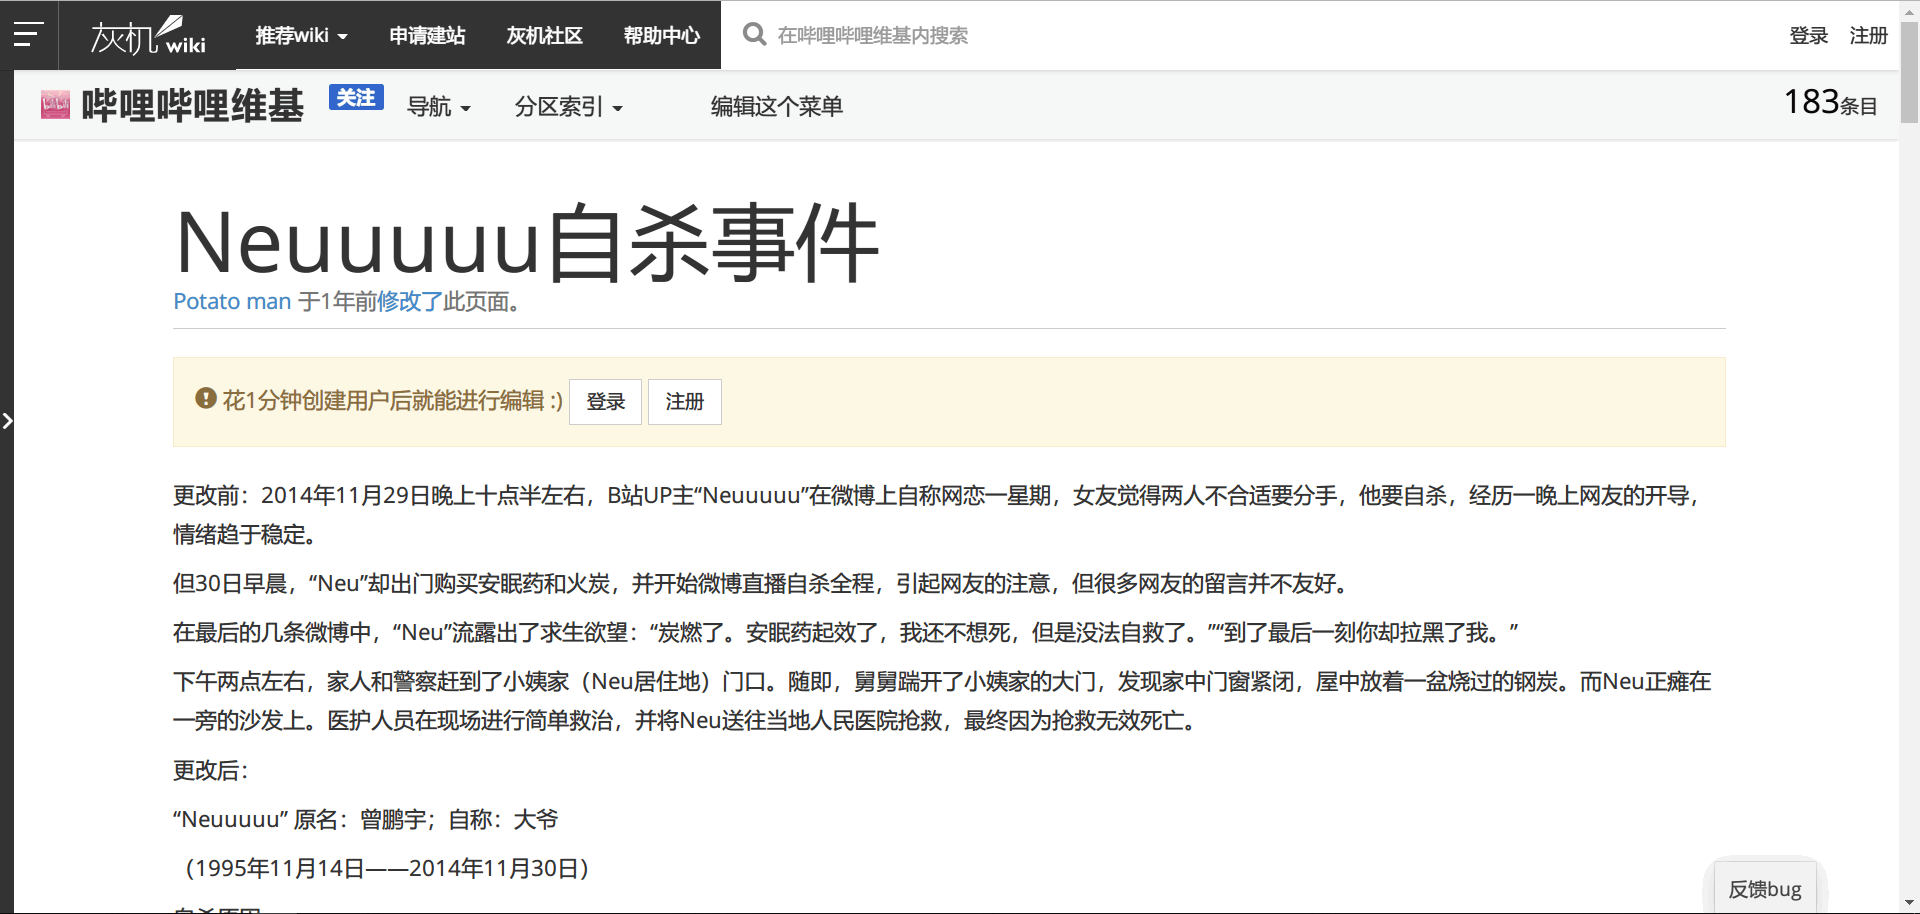 灰机wiki 推荐wiki 申请建站 灰机社区 帮助中心 在哔哩哔哩维基内搜索 登录 注册
哔哩哔哩维基 关注 导航 分区索引 编辑这个菜单 183条目
Neuuuuu自杀事件
Potato man 于1年前修改了此页面。
花1分钟创建用户后就能进行编辑 :) 登录 注册
更改前：2014年11月29日晚上十点半左右，B站UP主“Neuuuuu”在微博上自称网恋一星期，女友觉得两人不合适要分手，他要自杀，经历一晚上网友的开导，
情绪趋于稳定。
但30日早晨，“Neu”却出门购买安眠药和火炭，并开始微博直播自杀全程，引起网友的注意，但很多网友的留言并不友好。
在最后的几条微博中，“Neu”流露出了求生欲望：“炭燃了。安眠药起效了，我还不想死，但是没法自救了。”“到了最后一刻你却拉黑了我。”
下午两点左右，家人和警察赶到了小姨家（Neu居住地）门口。随即，舅舅踹开了小姨家的大门，发现家中门窗紧闭，屋中放着一盆烧过的钢炭。而Neu正瘫在
一旁的沙发上。医护人员在现场进行简单救治，并将Neu送往当地人民医院抢救，最终因为抢救无效死亡。
更改后：
“Neuuuuu” 原名：曾鹏宇；自称：大爷
（1995年11月14日——2014年11月30日）
反馈bug